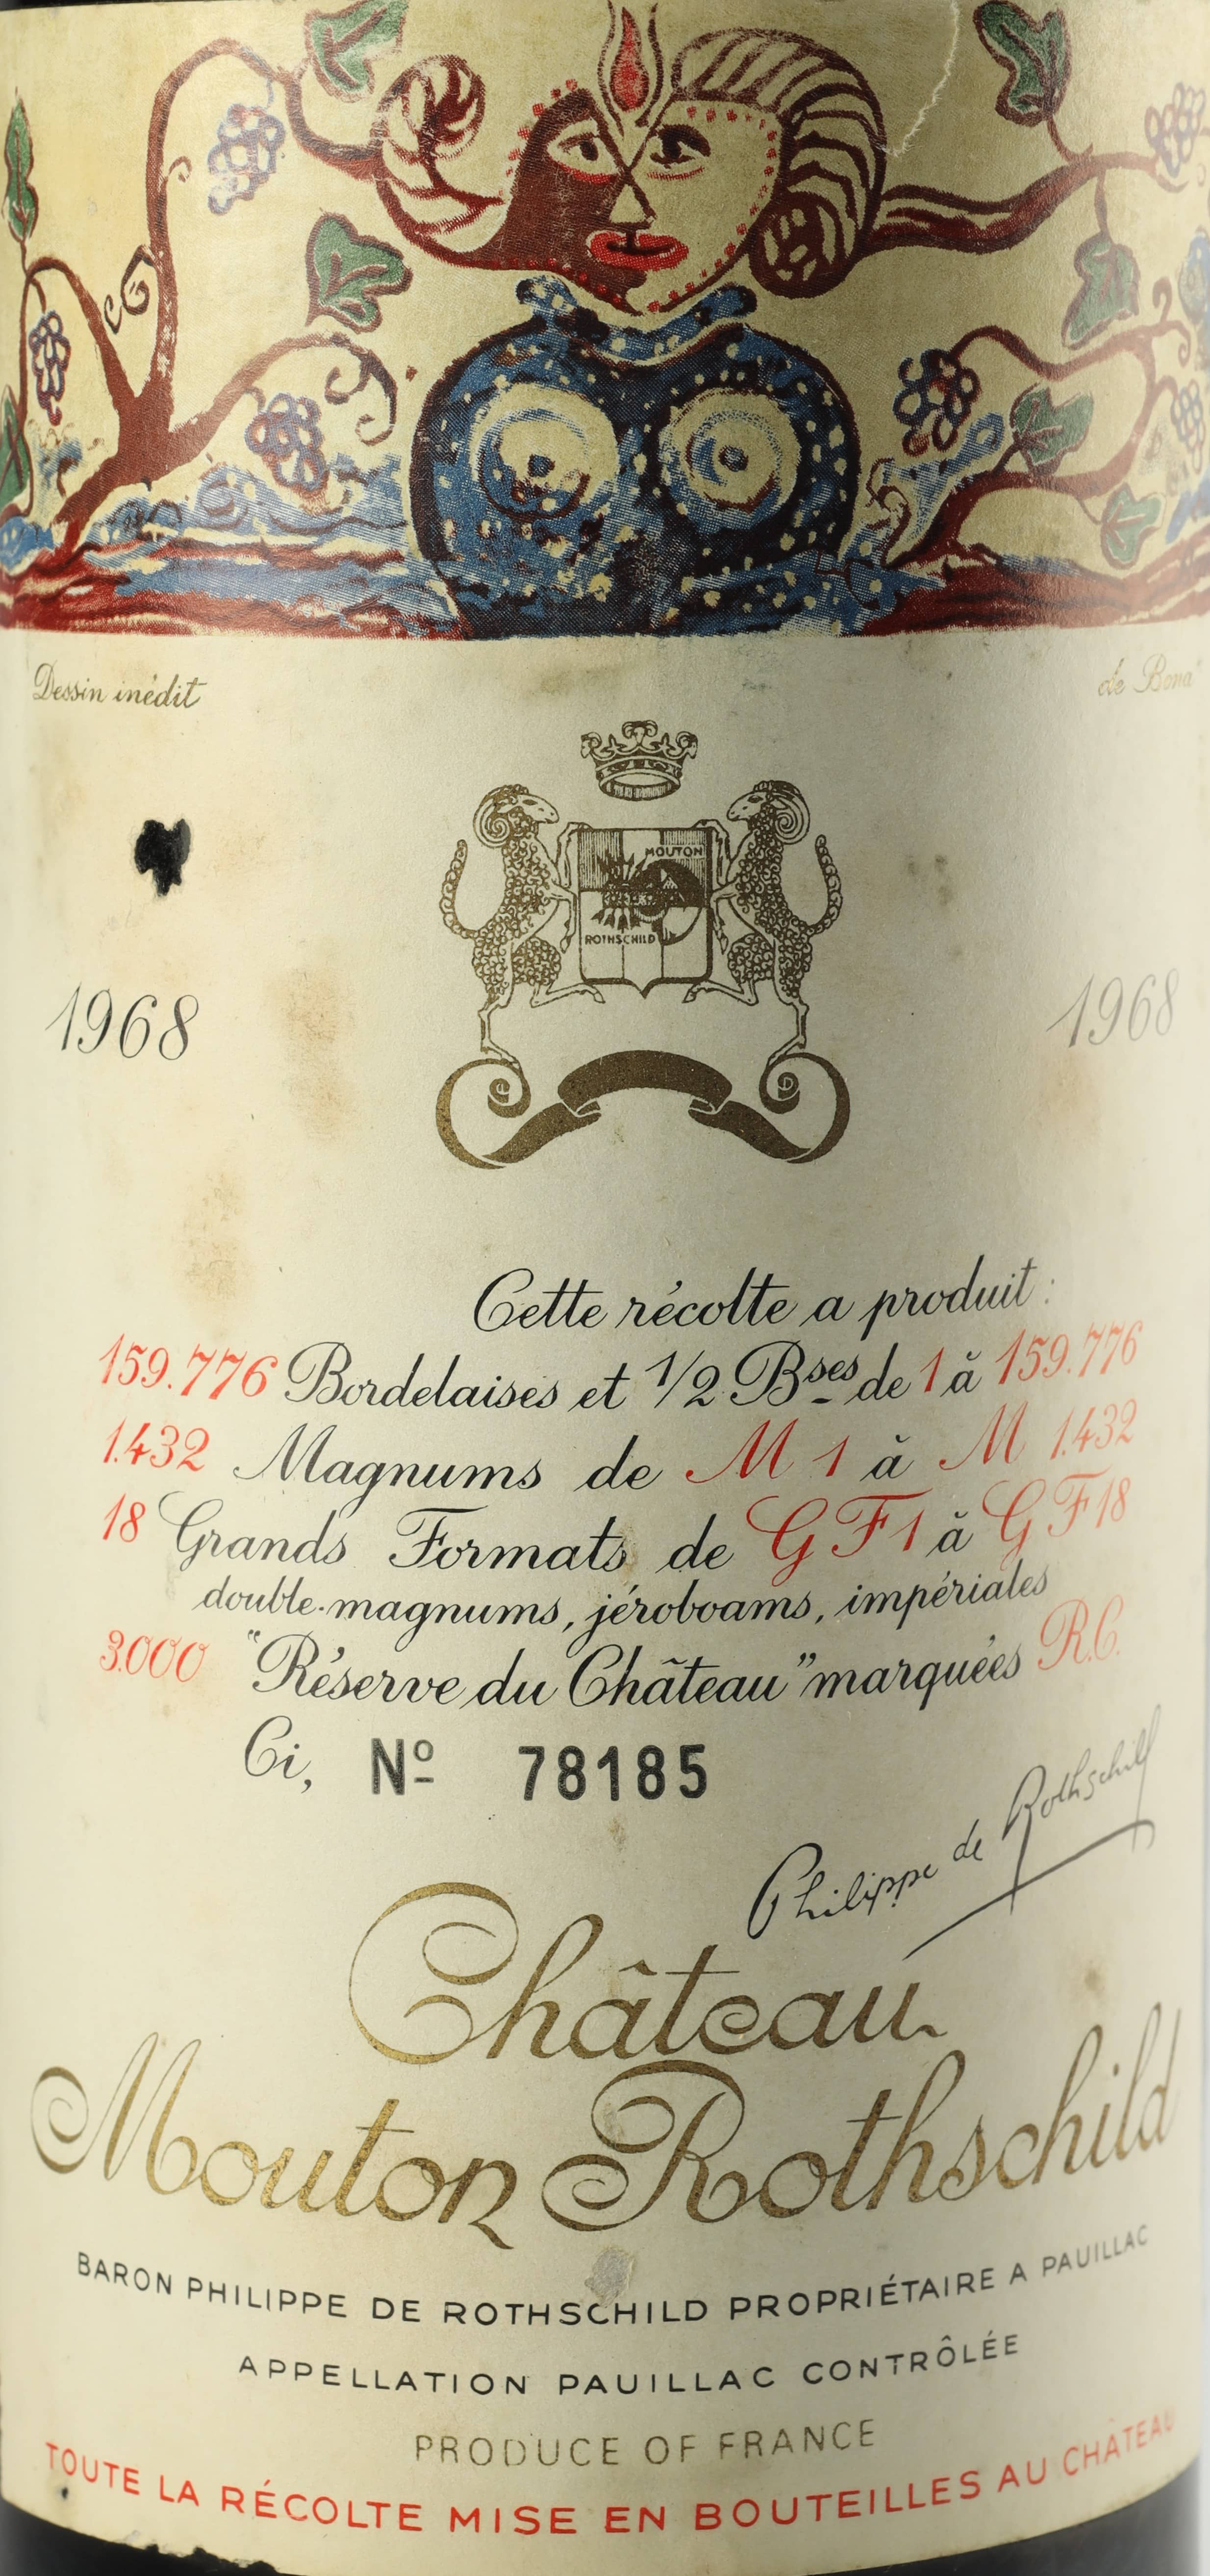 Dessin inédit
de Bona
MOUTON
ROTHSCHILD
1968
1968
Cette récolte a produit :
159.776 Bordelaises et 1/2 Bses de 1 à 159.776
1.432 Magnums de M 1 à M 1.432
18 Grands Formats de GF1 à GF18
double-magnums, jéroboams, impériales
3.000 "Réserve du Château" marquées R.C.
Ci, Nº 78185
Philippe de Rothschild
Château
Mouton Rothschild
BARON PHILIPPE DE ROTHSCHILD PROPRIÉTAIRE A PAUILLAC
APPELLATION PAUILLAC CONTRÔLÉE
PRODUCE OF FRANCE
TOUTE LA RÉCOLTE MISE EN BOUTEILLES AU CHÂTEAU